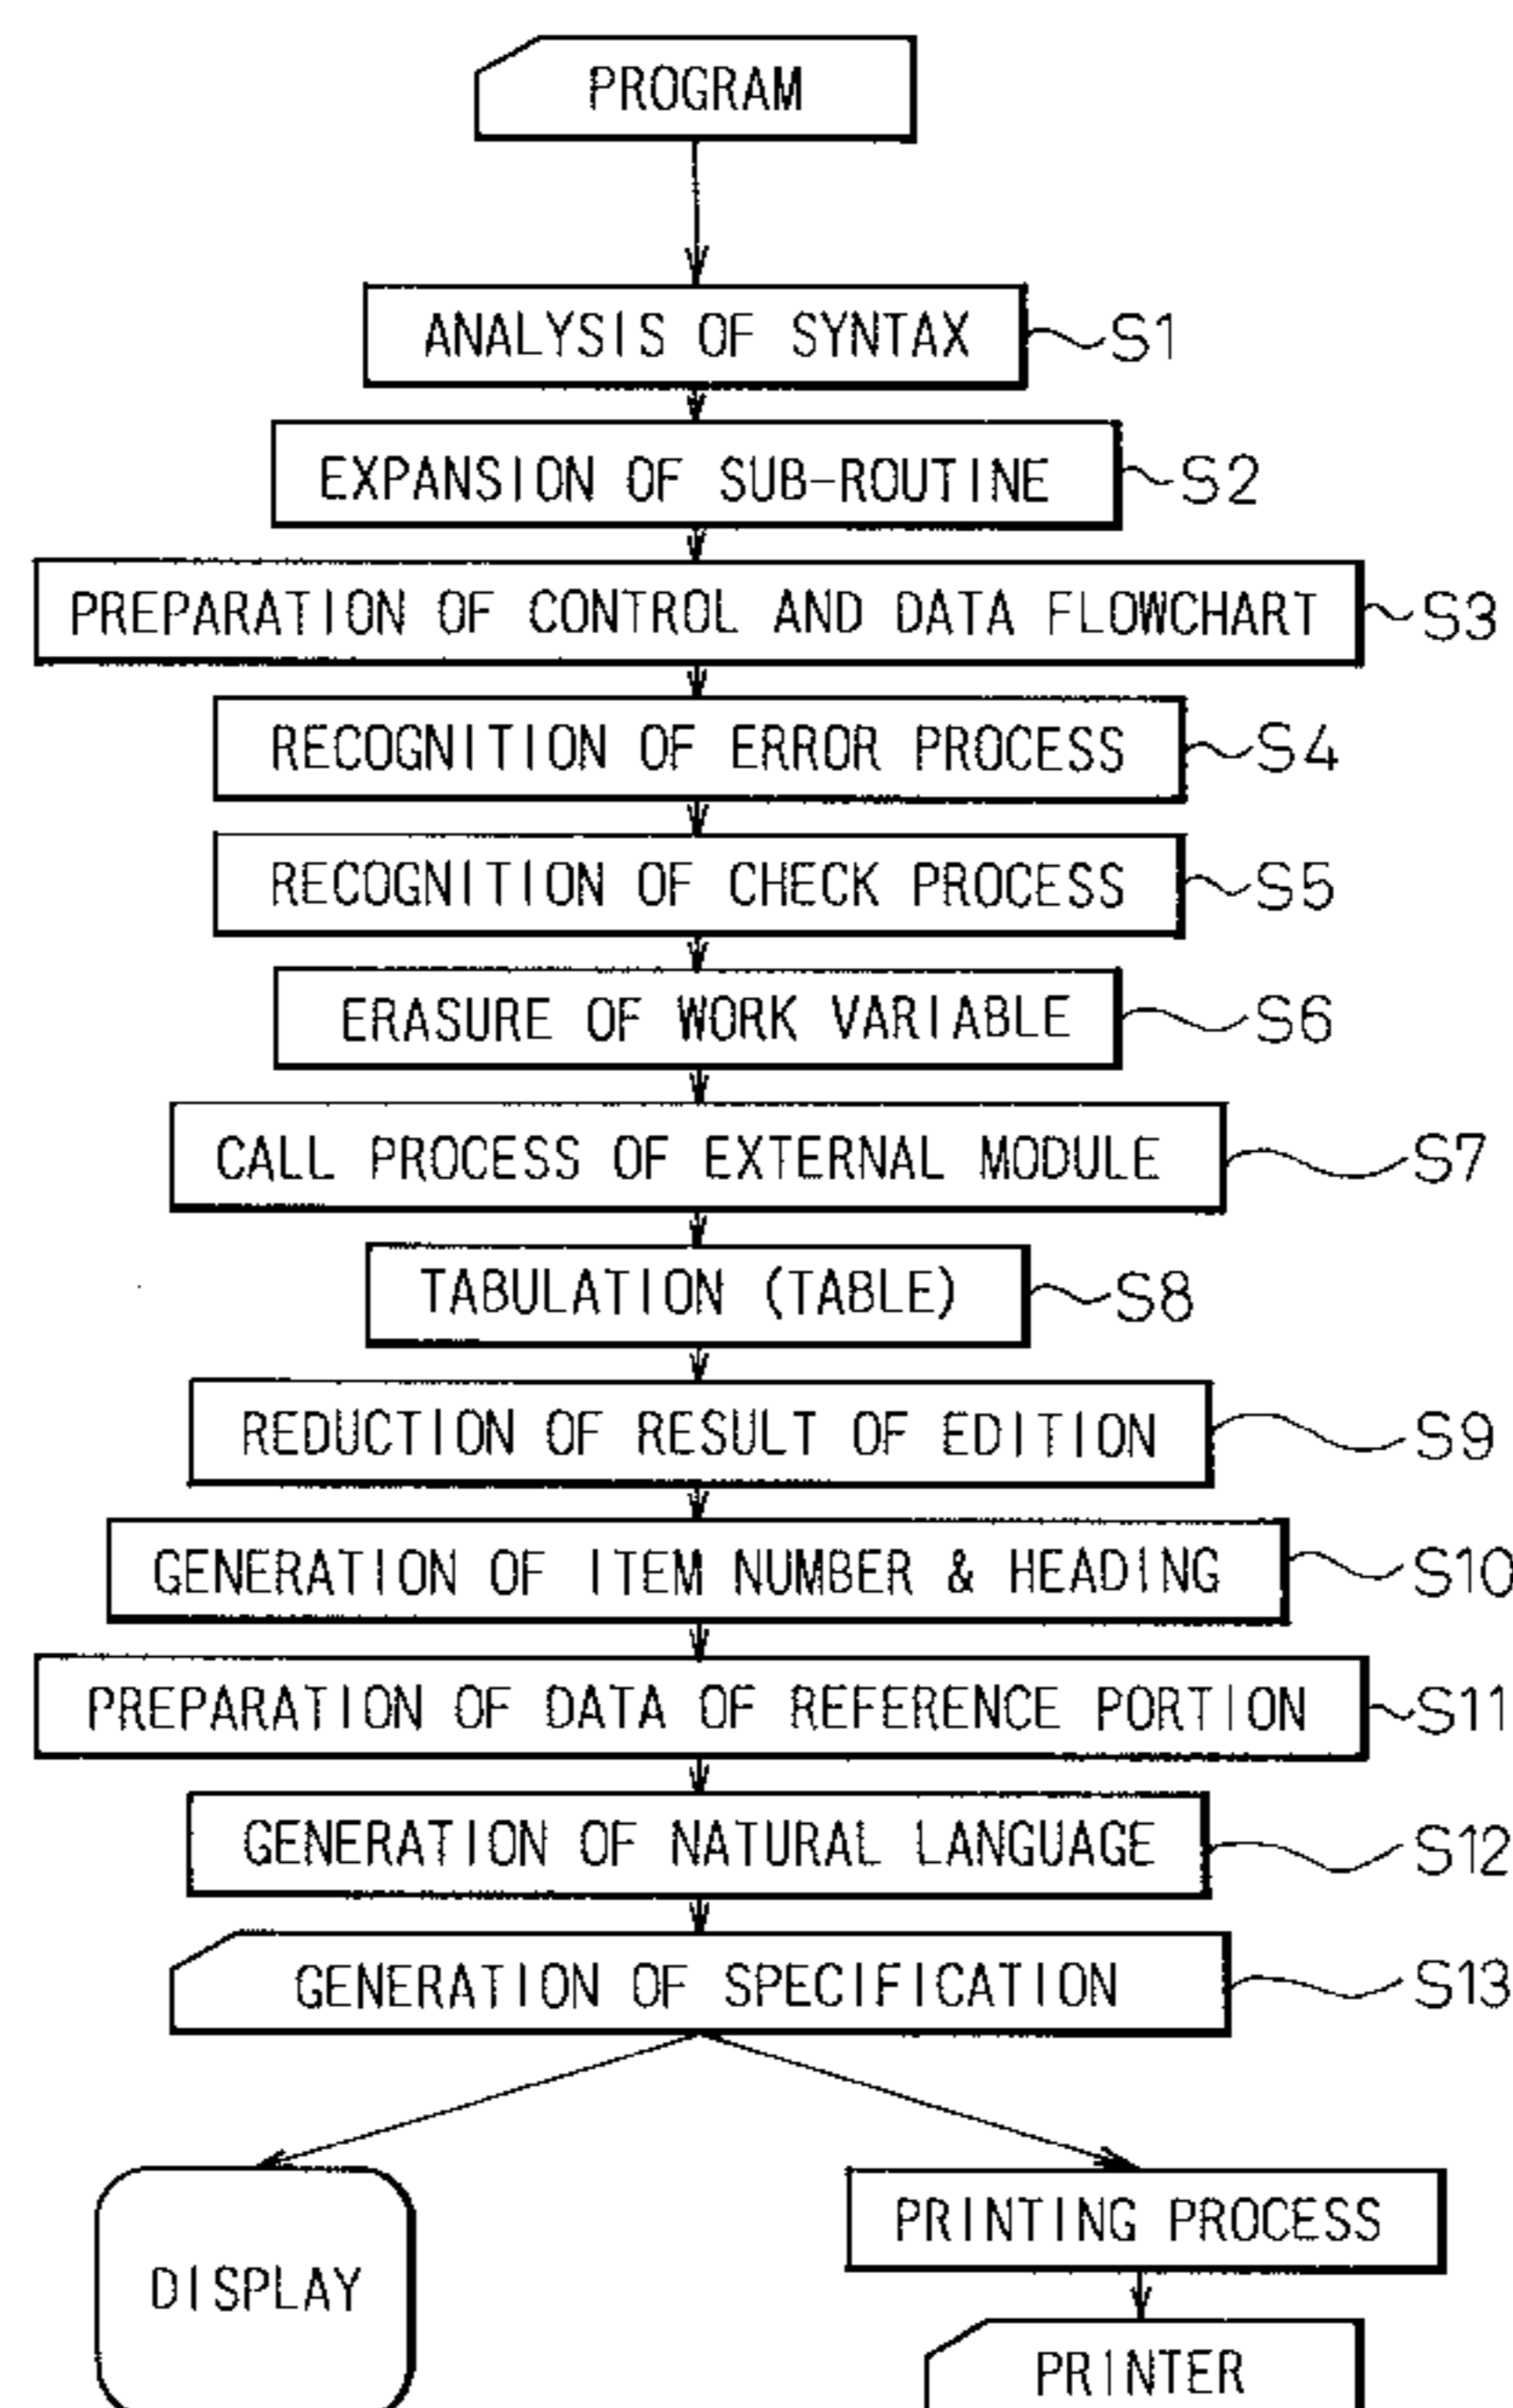 PROGRAM
ANALYSIS OF SYNTAX S1
EXPANSION OF SUB-ROUTINE S2
PREPARATION OF CONTROL AND DATA FLOWCHART S3
RECOGNITION OF ERROR PROCESS S4
RECOGNITION OF CHECK PROCESS S5
ERASURE OF WORK VARIABLE S6
CALL PROCESS OF EXTERNAL MODULE S7
TABULATION (TABLE) S8
REDUCTION OF RESULT OF EDITION S9
GENERATION OF ITEM NUMBER & HEADING S10
PREPARATION OF DATA OF REFERENCE PORTION S11
GENERATION OF NATURAL LANGUAGE S12
GENERATION OF SPECIFICATION S13
PRINTING PROCESS
DISPLAY
PRINTER